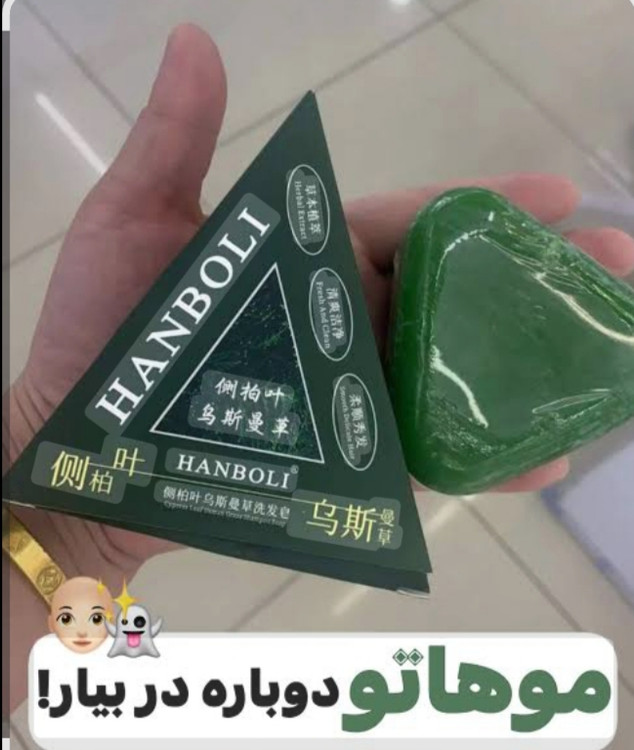 HANBOLI
草本植萃
Herbal Extract
清爽洁净
Fresh And Clean
柔顺秀发
侧柏叶
乌斯曼草
HANBOLI®
侧柏叶
侧柏叶乌斯曼草洗发皂
乌斯曼草
موهاتو دوباره در بیار!